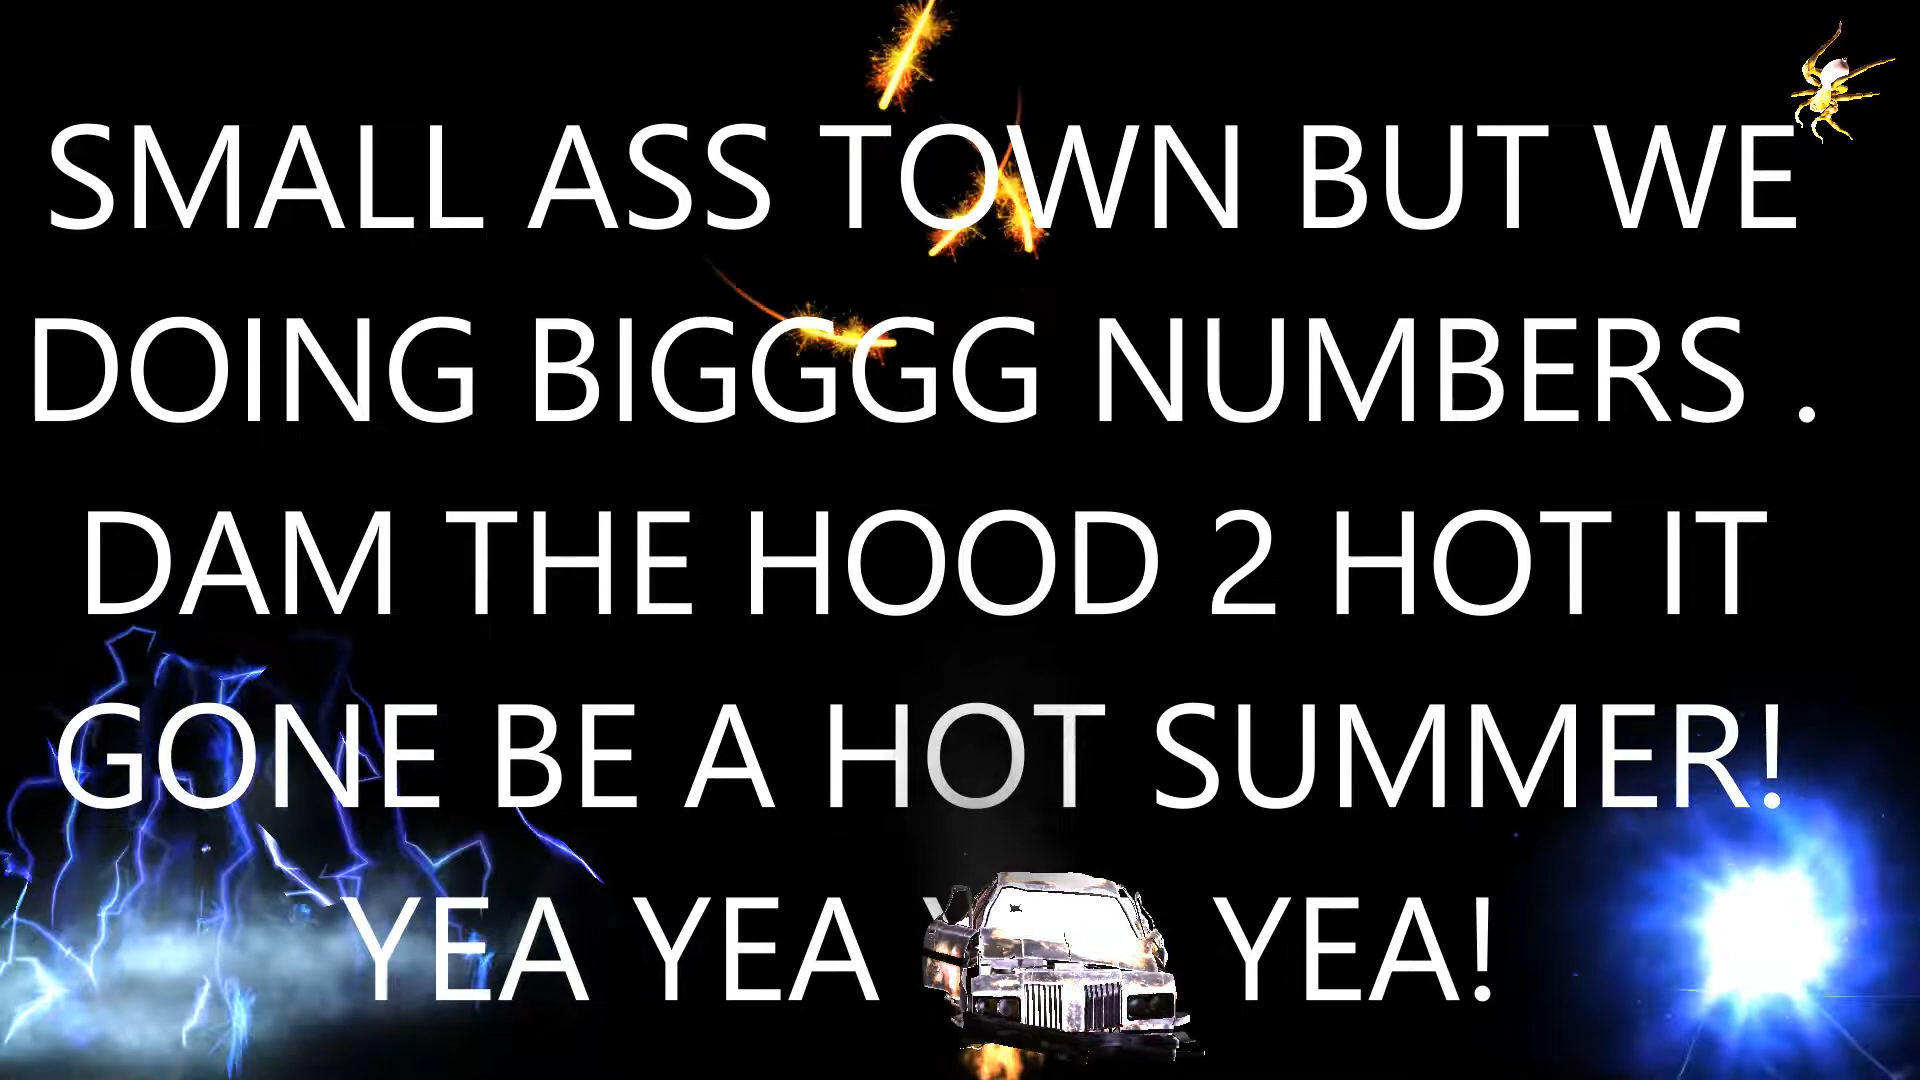 SMALL ASS TOWN BUT WE
DOING BIGGGG NUMBERS .
DAM THE HOOD 2 HOT IT
GONE BE A HOT SUMMER!
YEA YEA YEA!